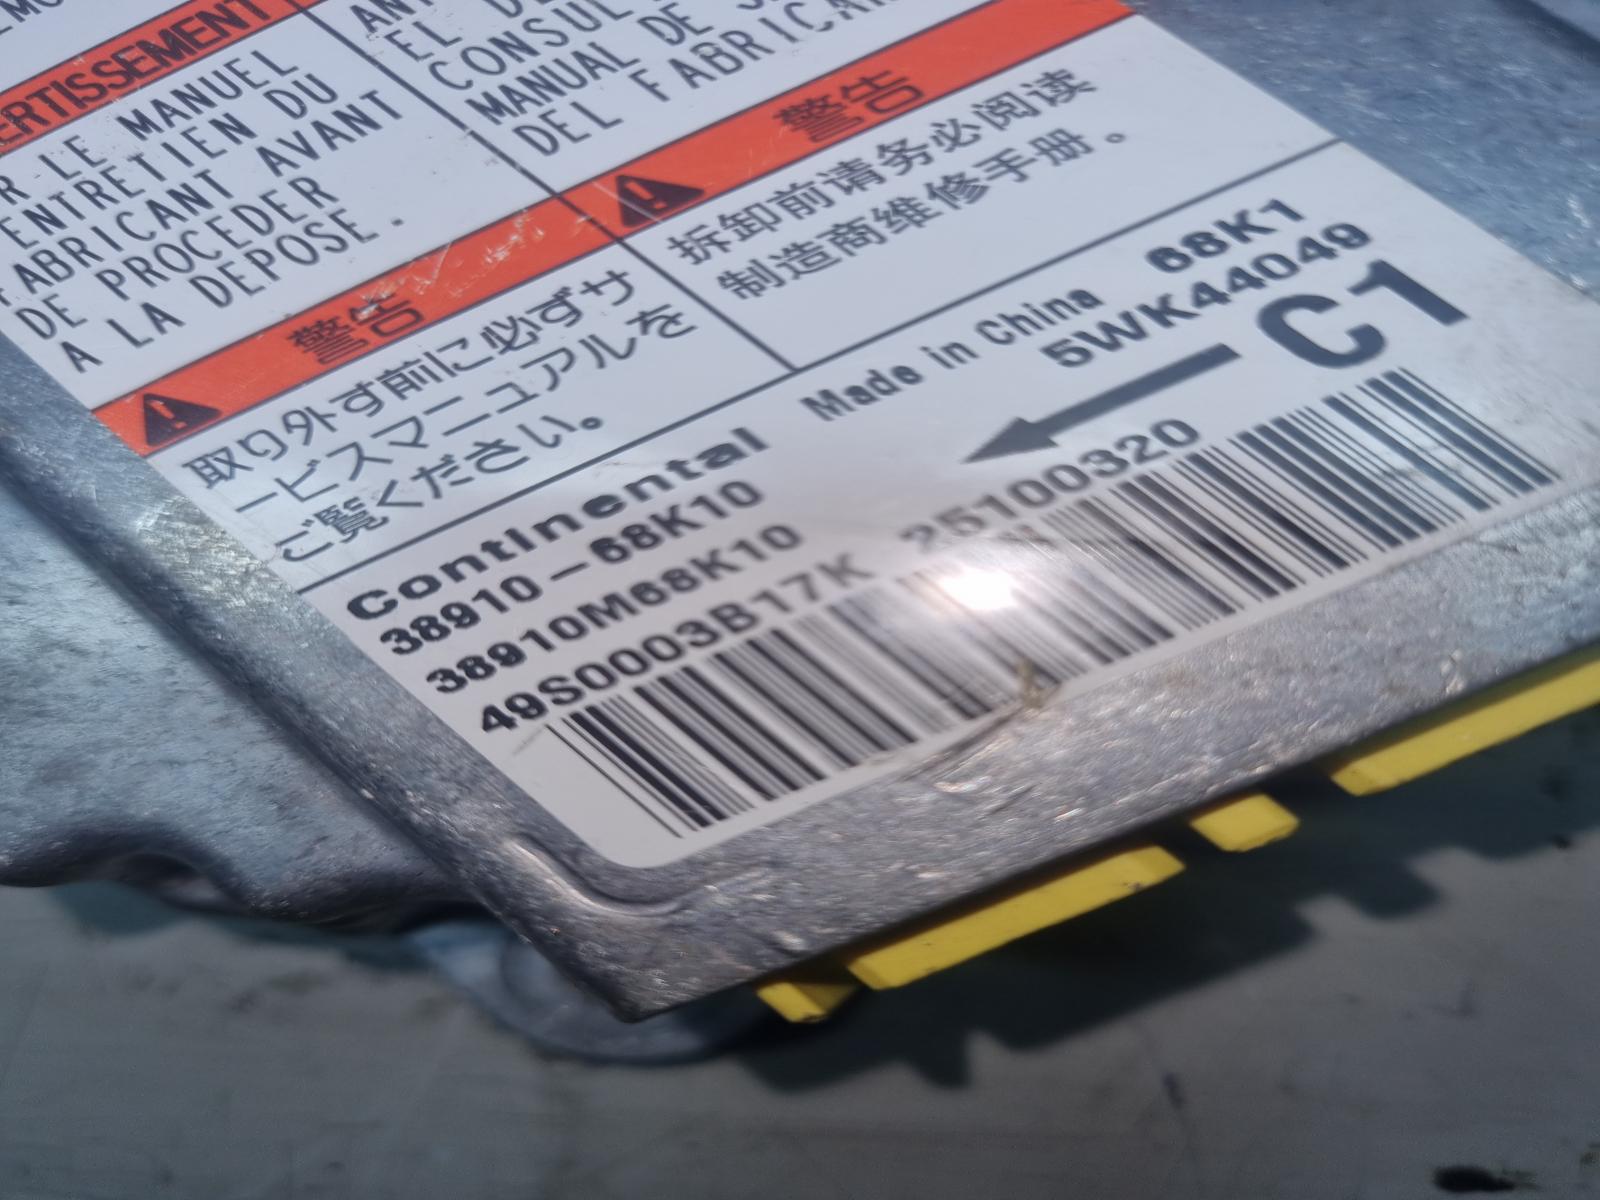 ERTISSEMENT
R LE MANUEL
ENTRETIEN DU
FABRICANT AVANT
DE PROCEDER
A LA DEPOSE.
EL
CONSUL
MANUAL DE
DEL FABRICAN
警告
拆卸前请务必阅读
制造商维修手册。
警告
取り外す前に必ずサ
ービスマニュアルを
ご覧ください。
Made in China
68K1
5WK44049
C1
Continental
38910-68K10
38910M68K10
49S0003B17K 25100320